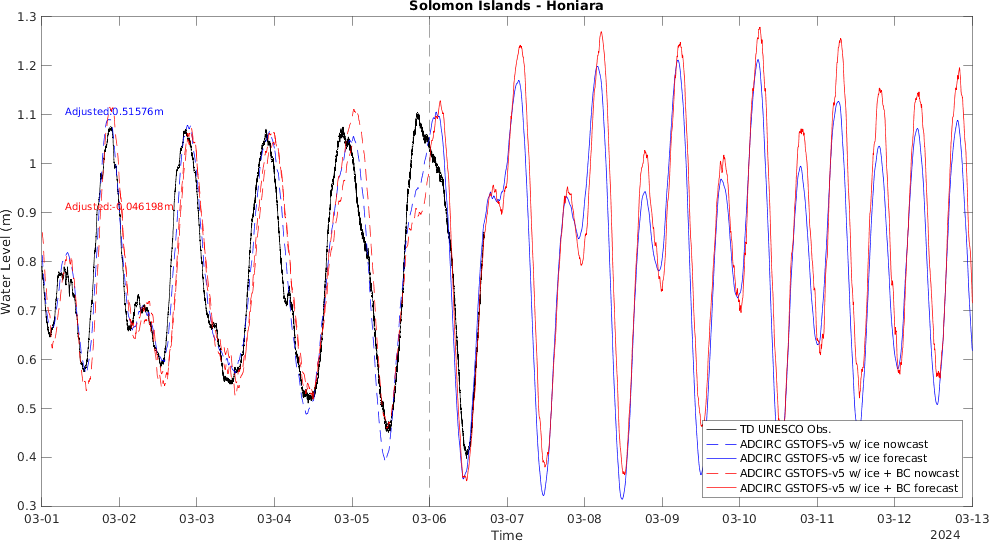 Solomon Islands - Honiara
1.3
1.2
1.1
1
0.9
0.8
0.7
0.6
0.5
0.4
0.3
Water Level (m)
Adjusted:0.51576m
Adjusted:-0.046198m
TD UNESCO Obs.
ADCIRC GSTOFS-v5 w/ ice nowcast
ADCIRC GSTOFS-v5 w/ ice forecast
ADCIRC GSTOFS-v5 w/ ice + BC nowcast
ADCIRC GSTOFS-v5 w/ ice + BC forecast
03-01 03-02 03-03 03-04 03-05 03-06 03-07 03-08 03-09 03-10 03-11 03-12 03-13
Time
2024